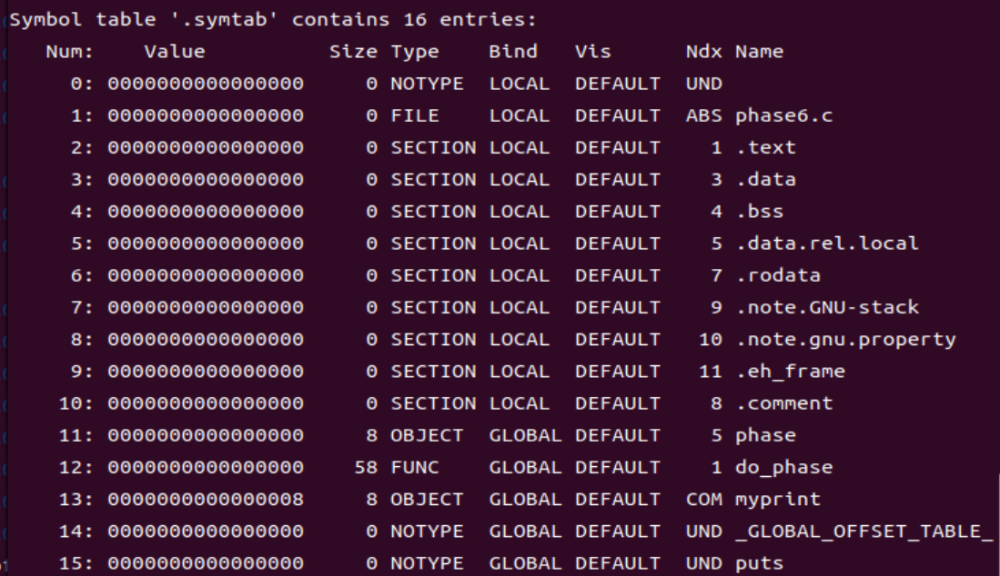 Symbol table '.symtab' contains 16 entries:
Num: Value Size Type Bind Vis Ndx Name
0: 0000000000000000 0 NOTYPE LOCAL DEFAULT UND
1: 0000000000000000 0 FILE LOCAL DEFAULT ABS phase6.c
2: 0000000000000000 0 SECTION LOCAL DEFAULT 1 .text
3: 0000000000000000 0 SECTION LOCAL DEFAULT 3 .data
4: 0000000000000000 0 SECTION LOCAL DEFAULT 4 .bss
5: 0000000000000000 0 SECTION LOCAL DEFAULT 5 .data.rel.local
6: 0000000000000000 0 SECTION LOCAL DEFAULT 7 .rodata
7: 0000000000000000 0 SECTION LOCAL DEFAULT 9 .note.GNU-stack
8: 0000000000000000 0 SECTION LOCAL DEFAULT 10 .note.gnu.property
9: 0000000000000000 0 SECTION LOCAL DEFAULT 11 .eh_frame
10: 0000000000000000 0 SECTION LOCAL DEFAULT 8 .comment
11: 0000000000000000 8 OBJECT GLOBAL DEFAULT 5 phase
12: 0000000000000000 58 FUNC GLOBAL DEFAULT 1 do_phase
13: 0000000000000008 8 OBJECT GLOBAL DEFAULT COM myprint
14: 0000000000000000 0 NOTYPE GLOBAL DEFAULT UND _GLOBAL_OFFSET_TABLE_
15: 0000000000000000 0 NOTYPE GLOBAL DEFAULT UND puts